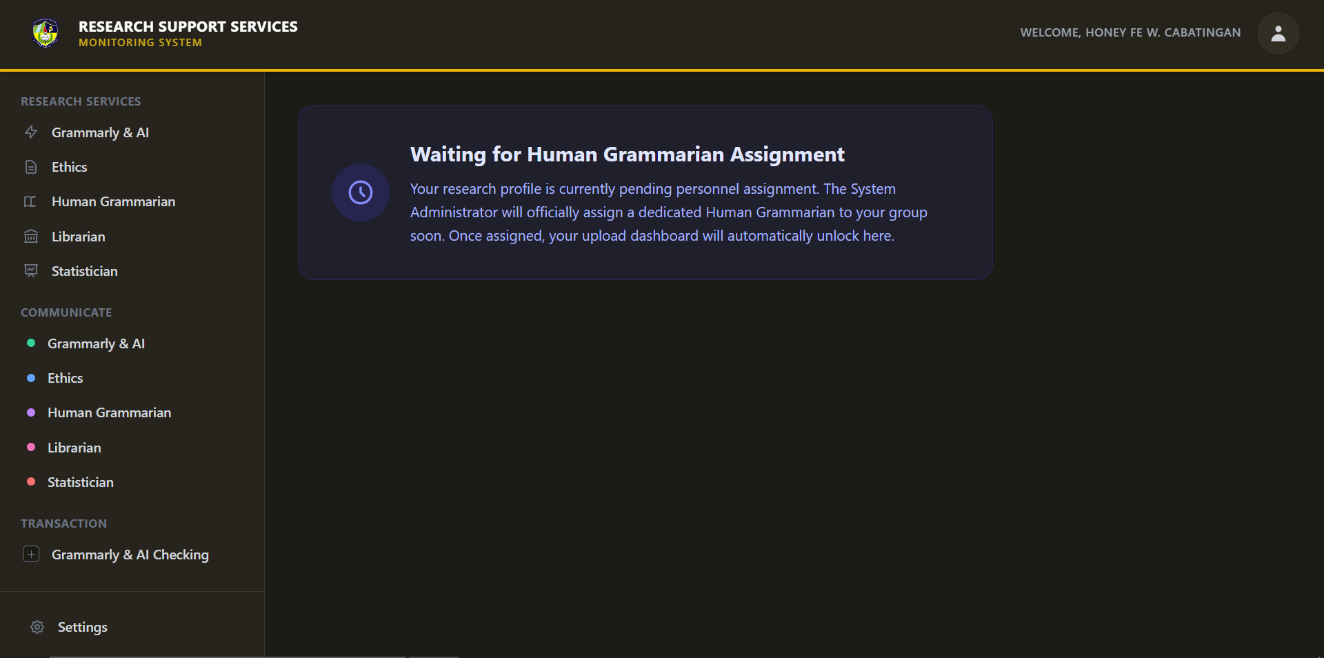 RESEARCH SUPPORT SERVICES
MONITORING SYSTEM
WELCOME, HONEY FE W. CABATINGAN
RESEARCH SERVICES
Grammarly & AI
Ethics
Human Grammarian
Librarian
Statistician
COMMUNICATE
Grammarly & AI
Ethics
Human Grammarian
Librarian
Statistician
TRANSACTION
Grammarly & AI Checking
Settings
Waiting for Human Grammarian Assignment
Your research profile is currently pending personnel assignment. The System
Administrator will officially assign a dedicated Human Grammarian to your group
soon. Once assigned, your upload dashboard will automatically unlock here.